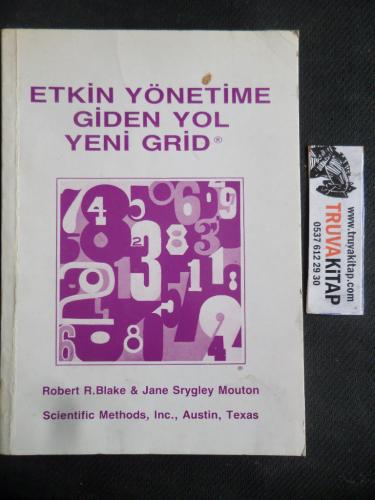 ETKİN YÖNETİME
GİDEN YOL
YENİ GRİD®
Robert R.Blake & Jane Srygley Mouton
Scientific Methods, Inc., Austin, Texas
www.truvakitap.com
TRUVAKİTAP
0537 612 29 30